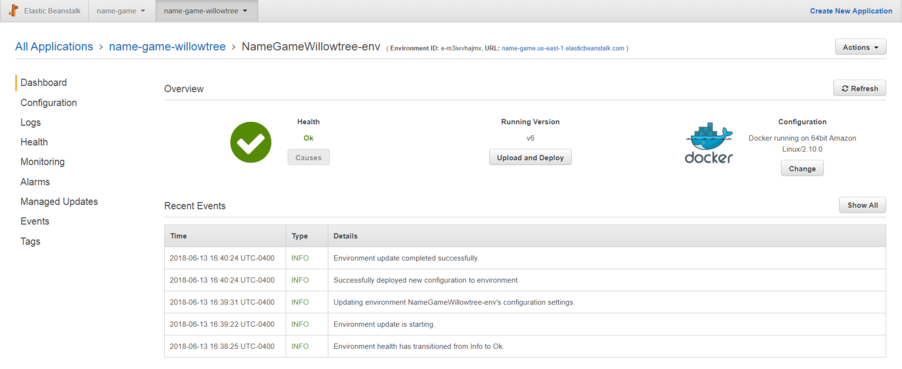 Elastic Beanstalk name-game name-game-willowtree Create New Application
All Applications › name-game-willowtree › NameGameWillowtree-env ( Environment ID: e-m3iwvhajmx, URL: name-game.us-east-1.elasticbeanstalk.com ) Actions
Dashboard
Configuration
Logs
Health
Monitoring
Alarms
Managed Updates
Events
Tags
Overview Refresh
Health
Ok
Causes
Running Version
v6
Upload and Deploy
docker
Configuration
Docker running on 64bit Amazon
Linux/2.10.0
Change
Recent Events Show All
Time Type Details
2018-06-13 16:40:24 UTC-0400 INFO Environment update completed successfully.
2018-06-13 16:40:24 UTC-0400 INFO Successfully deployed new configuration to environment.
2018-06-13 16:39:31 UTC-0400 INFO Updating environment NameGameWillowtree-env's configuration settings.
2018-06-13 16:39:22 UTC-0400 INFO Environment update is starting.
2018-06-13 16:38:25 UTC-0400 INFO Environment health has transitioned from Info to Ok.